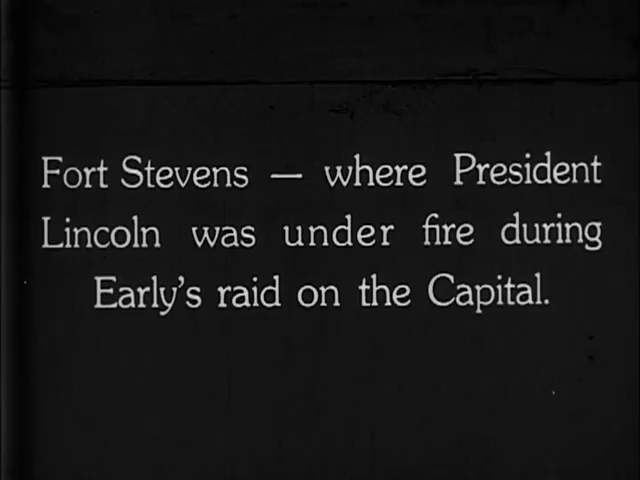 Fort Stevens — where President
Lincoln was under fire during
Early's raid on the Capital.